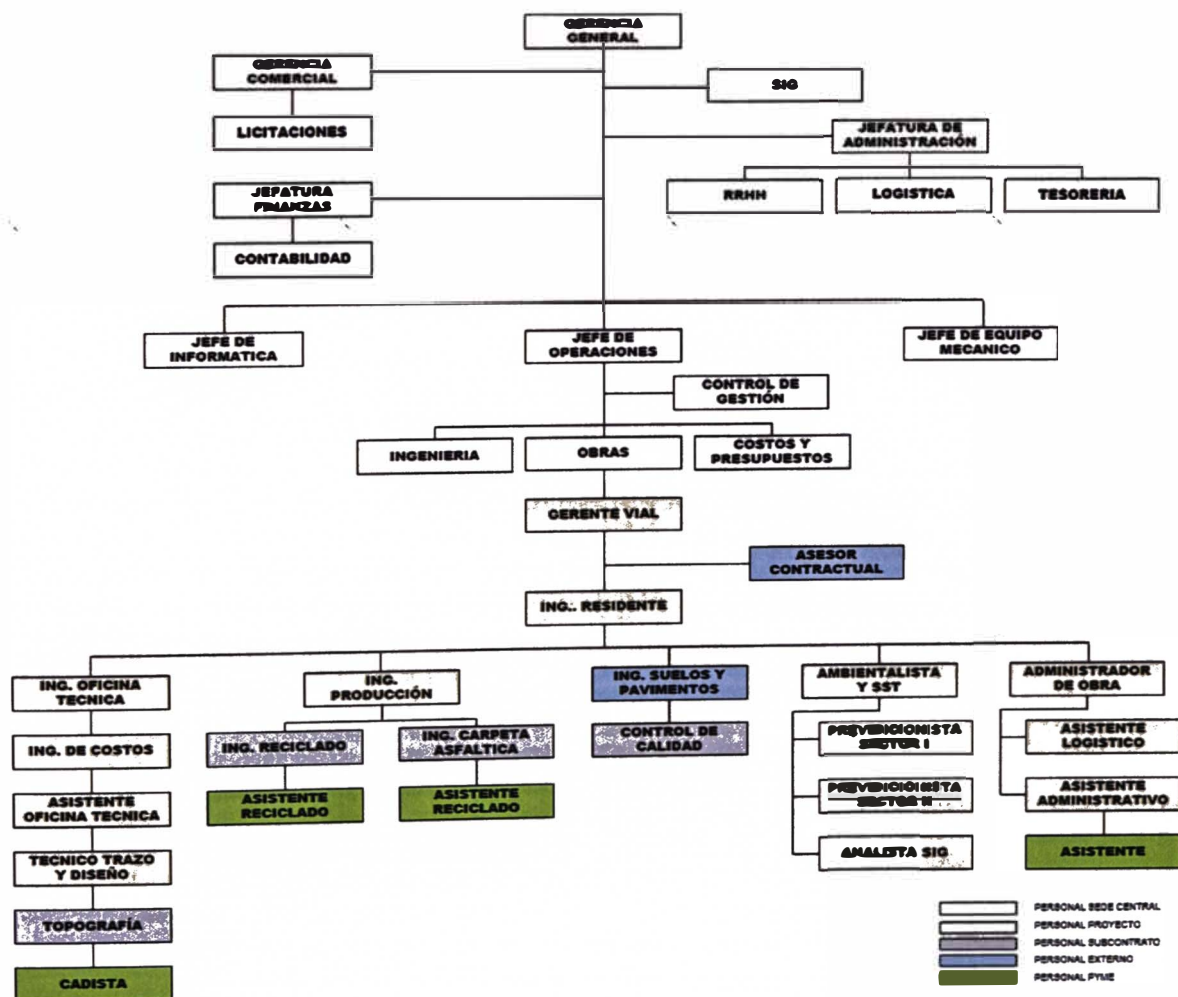 GERENCIA
GENERAL
GERENCIA
COMERCIAL
SIG
LICITACIONES
JEFATURA DE
ADMINISTRACIÓN
JEFATURA
FINANZAS
RRHH
LOGISTICA
TESORERIA
CONTABILIDAD
JEFE DE
INFORMATICA
JEFE DE
OPERACIONES
JEFE DE EQUIPO
MECANICO
CONTROL DE
GESTIÓN
INGENIERIA
OBRAS
COSTOS Y
PRESUPUESTOS
GERENTE VIAL
ASESOR
CONTRACTUAL
ING.. RESIDENTE
ING. OFICINA
TECNICA
ING.
PRODUCCIÓN
ING. SUELOS Y
PAVIMENTOS
AMBIENTALISTA
Y SST
ADMINISTRADOR
DE OBRA
ING. DE COSTOS
ING. RECICLADO
ING. CARPETA
ASFALTICA
CONTROL DE
CALIDAD
PREVENCIONISTA
SECTOR I
ASISTENTE
LOGISTICO
ASISTENTE
OFICINA TECNICA
ASISTENTE
RECICLADO
ASISTENTE
RECICLADO
PREVENCIONISTA
SECTOR II
ASISTENTE
ADMINISTRATIVO
TECNICO TRAZO
Y DISEÑO
ANALISTA SIG
ASISTENTE
TOPOGRAFÍA
CADISTA
PERSONAL SEDE CENTRAL
PERSONAL PROYECTO
PERSONAL SUBCONTRATO
PERSONAL EXTERNO
PERSONAL PYME